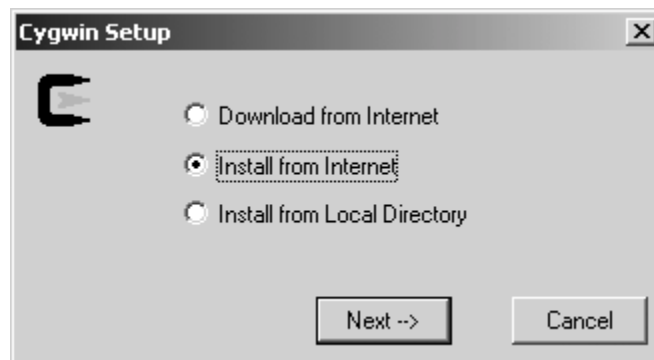 Cygwin Setup
Download from Internet
Install from Internet
Install from Local Directory
Next --> Cancel